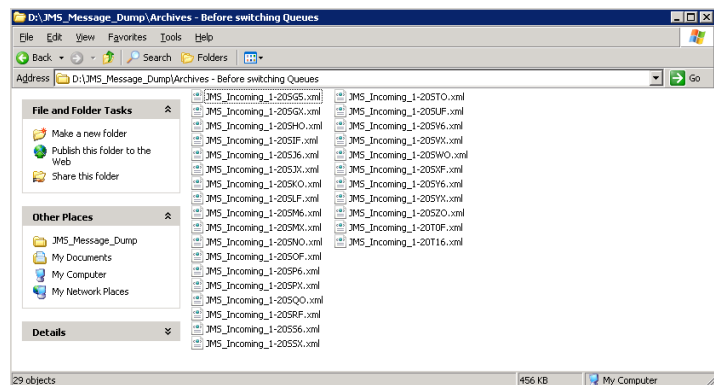 D:\JMS_Message_Dump\Archives - Before switching Queues
File Edit View Favorites Tools Help
Back Search Folders
Address D:\JMS_Message_Dump\Archives - Before switching Queues Go
File and Folder Tasks
Make a new folder
Publish this folder to the
Web
Share this folder
Other Places
JMS_Message_Dump
My Documents
My Computer
My Network Places
Details
JMS_Incoming_1-20SG5.xml
JMS_Incoming_1-20SGX.xml
JMS_Incoming_1-20SHO.xml
JMS_Incoming_1-20SIF.xml
JMS_Incoming_1-20SJ6.xml
JMS_Incoming_1-20SJX.xml
JMS_Incoming_1-20SKO.xml
JMS_Incoming_1-20SLF.xml
JMS_Incoming_1-20SM6.xml
JMS_Incoming_1-20SMX.xml
JMS_Incoming_1-20SNO.xml
JMS_Incoming_1-20SOF.xml
JMS_Incoming_1-20SP6.xml
JMS_Incoming_1-20SPX.xml
JMS_Incoming_1-20SQO.xml
JMS_Incoming_1-20SRF.xml
JMS_Incoming_1-20SS6.xml
JMS_Incoming_1-20SSX.xml
JMS_Incoming_1-20STO.xml
JMS_Incoming_1-20SUF.xml
JMS_Incoming_1-20SV6.xml
JMS_Incoming_1-20SVX.xml
JMS_Incoming_1-20SWO.xml
JMS_Incoming_1-20SXF.xml
JMS_Incoming_1-20SY6.xml
JMS_Incoming_1-20SYX.xml
JMS_Incoming_1-20SZO.xml
JMS_Incoming_1-20T0F.xml
JMS_Incoming_1-20T16.xml
29 objects 456 KB My Computer